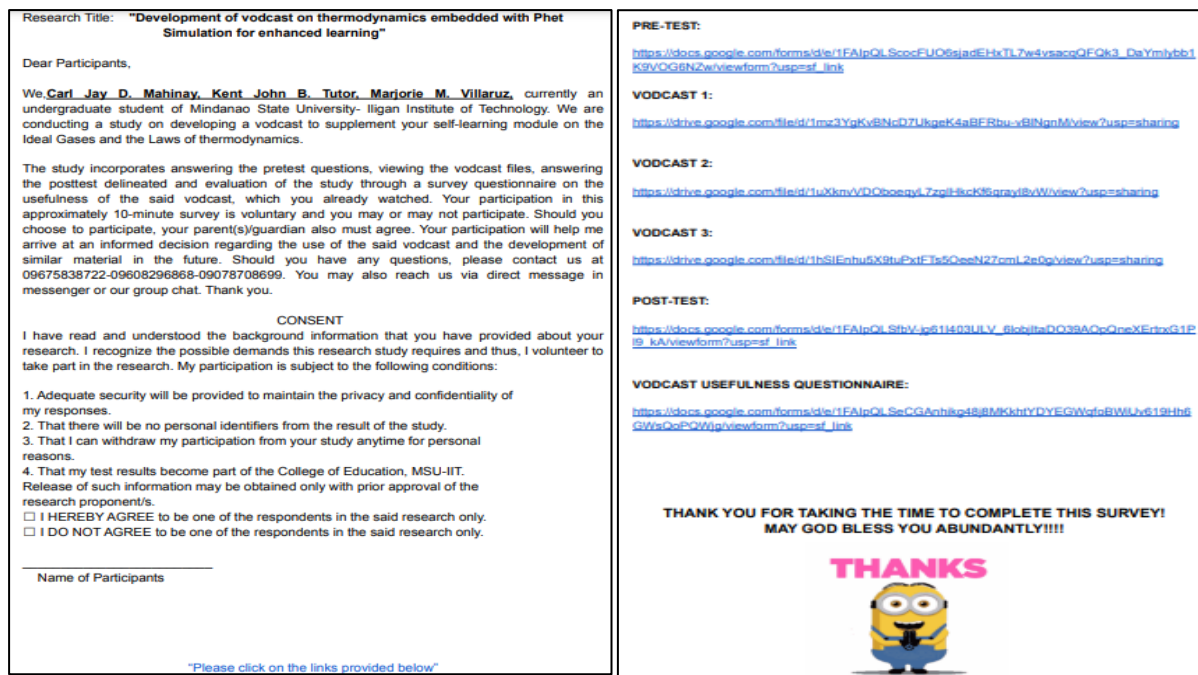 Research Title: "Development of vodcast on thermodynamics embedded with Phet
Simulation for enhanced learning"
Dear Participants,
We, Carl Jay D. Mahinay, Kent John B. Tutor, Marjorie M. Villaruz, currently an
undergraduate student of Mindanao State University- Iligan Institute of Technology. We are
conducting a study on developing a vodcast to supplement your self-learning module on the
Ideal Gases and the Laws of thermodynamics.
The study incorporates answering the pretest questions, viewing the vodcast files, answering
the posttest delineated and evaluation of the study through a survey questionnaire on the
usefulness of the said vodcast, which you already watched. Your participation in this
approximately 10-minute survey is voluntary and you may or may not participate. Should you
choose to participate, your parent(s)/guardian also must agree. Your participation will help me
arrive at an informed decision regarding the use of the said vodcast and the development of
similar material in the future. Should you have any questions, please contact us at
09675838722-09608296868-09078708699. You may also reach us via direct message in
messenger or our group chat. Thank you.
CONSENT
I have read and understood the background information that you have provided about your
research. I recognize the possible demands this research study requires and thus, I volunteer to
take part in the research. My participation is subject to the following conditions:
1. Adequate security will be provided to maintain the privacy and confidentiality of
my responses.
2. That there will be no personal identifiers from the result of the study.
3. That I can withdraw my participation from your study anytime for personal
reasons.
4. That my test results become part of the College of Education, MSU-IIT.
Release of such information may be obtained only with prior approval of the
research proponent/s.
☐ I HEREBY AGREE to be one of the respondents in the said research only.
☐ I DO NOT AGREE to be one of the respondents in the said research only.
Name of Participants
"Please click on the links provided below"
PRE-TEST:
VODCAST 1:
VODCAST 2:
VODCAST 3:
POST-TEST:
VODCAST USEFULNESS QUESTIONNAIRE:
THANK YOU FOR TAKING THE TIME TO COMPLETE THIS SURVEY!
MAY GOD BLESS YOU ABUNDANTLY!!!!
THANKS